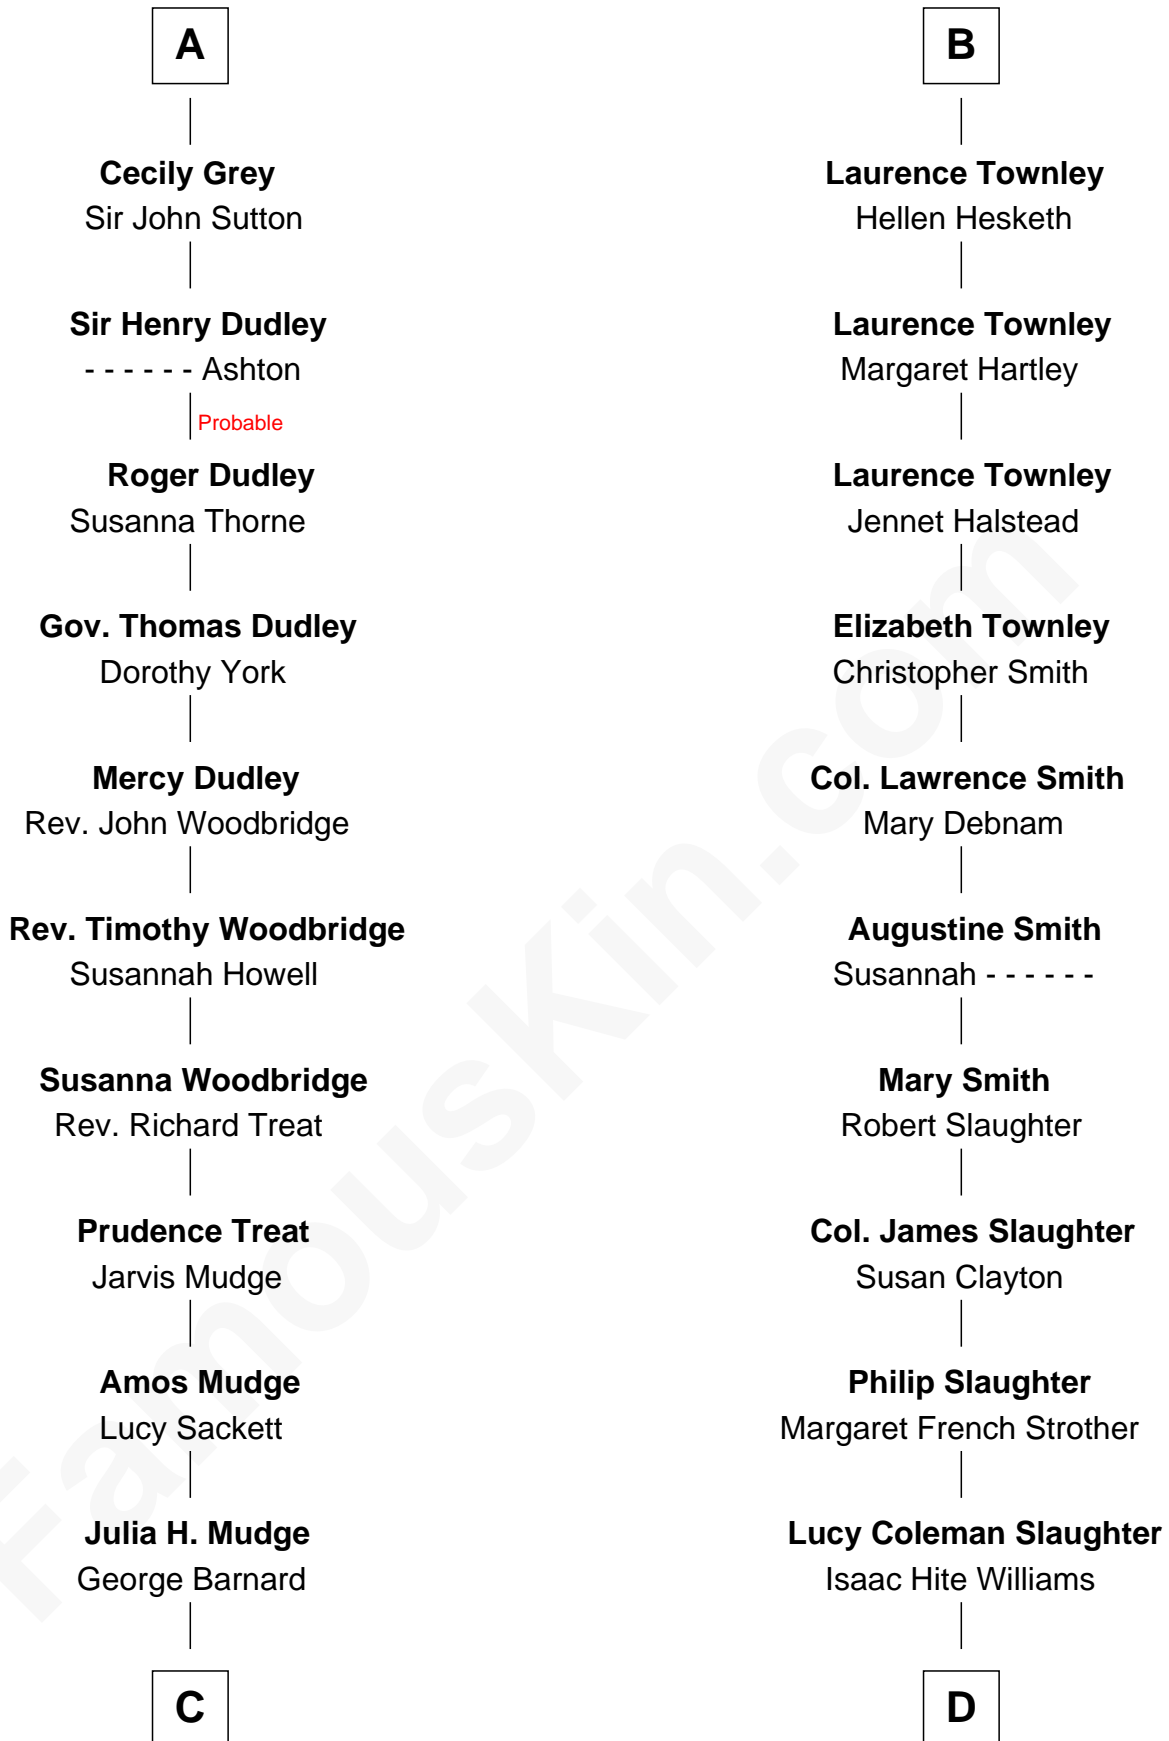 A
Cecily Grey
Sir John Sutton
Sir Henry Dudley
- - - - - - Ashton
Probable
Roger Dudley
Susanna Thorne
Gov. Thomas Dudley
Dorothy York
Mercy Dudley
Rev. John Woodbridge
Rev. Timothy Woodbridge
Susannah Howell
Susanna Woodbridge
Rev. Richard Treat
Prudence Treat
Jarvis Mudge
Amos Mudge
Lucy Sackett
Julia H. Mudge
George Barnard
C
B
Laurence Townley
Hellen Hesketh
Laurence Townley
Margaret Hartley
Laurence Townley
Jennet Halstead
Elizabeth Townley
Christopher Smith
Col. Lawrence Smith
Mary Debnam
Augustine Smith
Susannah - - - - - -
Mary Smith
Robert Slaughter
Col. James Slaughter
Susan Clayton
Philip Slaughter
Margaret French Strother
Lucy Coleman Slaughter
Isaac Hite Williams
D
FamousKin.com